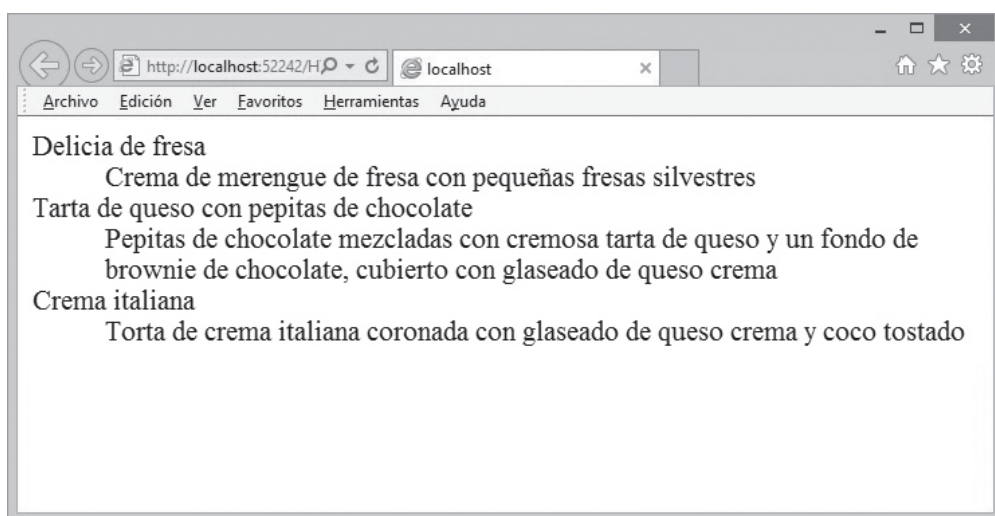 http://localhost:52242/H
localhost
Archivo Edición Ver Favoritos Herramientas Ayuda
Delicia de fresa
Crema de merengue de fresa con pequeñas fresas silvestres
Tarta de queso con pepitas de chocolate
Pepitas de chocolate mezcladas con cremosa tarta de queso y un fondo de
brownie de chocolate, cubierto con glaseado de queso crema
Crema italiana
Torta de crema italiana coronada con glaseado de queso crema y coco tostado